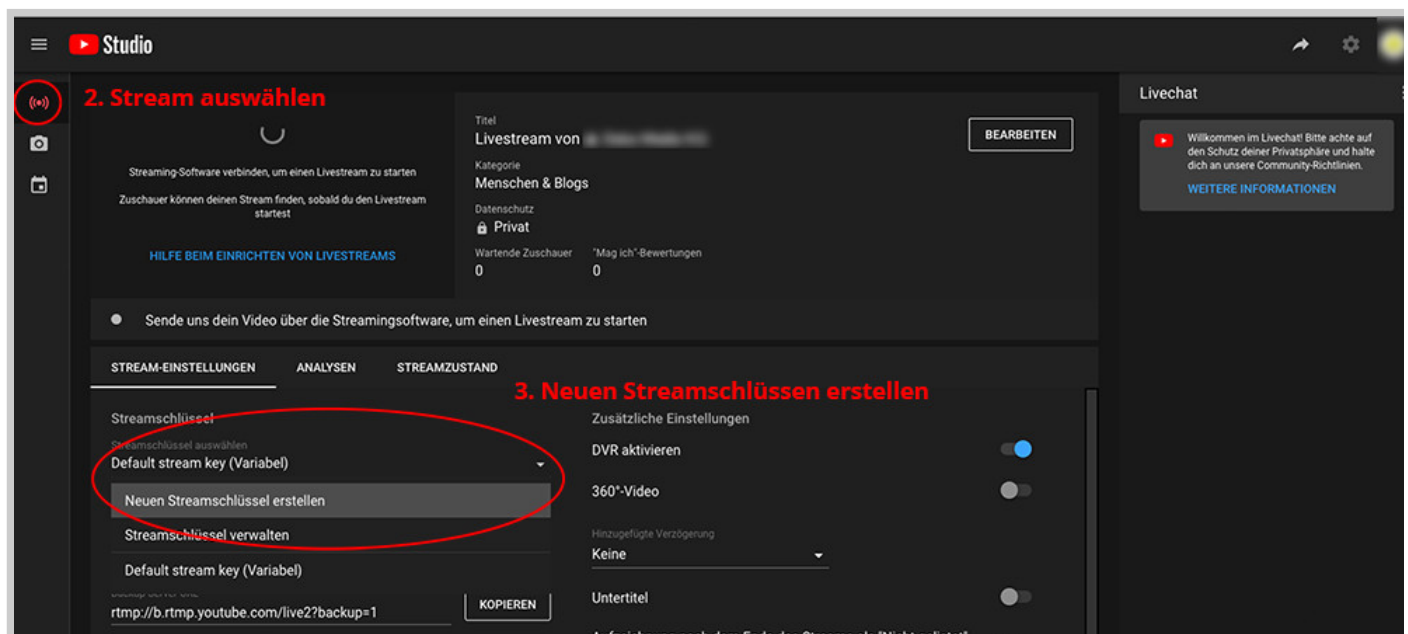 Studio
2. Stream auswählen
Streaming-Software verbinden, um einen Livestream zu starten
Zuschauer können deinen Stream finden, sobald du den Livestream
startest
HILFE BEIM EINRICHTEN VON LIVESTREAMS
Titel
Livestream von
BEARBEITEN
Kategorie
Menschen & Blogs
Datenschutz
Privat
Wartende Zuschauer
"Mag ich"-Bewertungen
0
0
Livechat
Willkommen im Livechat! Bitte achte auf
den Schutz deiner Privatsphäre und halte
dich an unsere Community-Richtlinien.
WEITERE INFORMATIONEN
Sende uns dein Video über die Streamingsoftware, um einen Livestream zu starten
STREAM-EINSTELLUNGEN
ANALYSEN
STREAMZUSTAND
3. Neuen Streamschlüssen erstellen
Streamschlüssel
Streamschlüssel auswählen
Default stream key (Variabel)
Neuen Streamschlüssel erstellen
Streamschlüssel verwalten
Default stream key (Variabel)
rtmp://b.rtmp.youtube.com/live2?backup=1
KOPIEREN
Zusätzliche Einstellungen
DVR aktivieren
360°-Video
Hinzugefügte Verzögerung
Keine
Untertitel